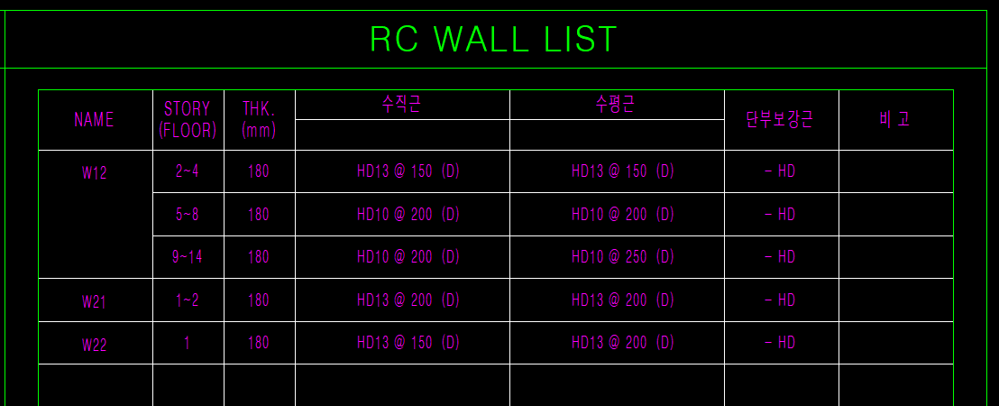 RC WALL LIST
NAME STORY (FLOOR) THK. (mm) 수직근 수평근 단부보강근 비 고
W12 2~4 180 HD13 @ 150 (D) HD13 @ 150 (D) - HD
5~8 180 HD10 @ 200 (D) HD10 @ 200 (D) - HD
9~14 180 HD10 @ 200 (D) HD10 @ 250 (D) - HD
W21 1~2 180 HD13 @ 200 (D) HD13 @ 200 (D) - HD
W22 1 180 HD13 @ 150 (D) HD13 @ 200 (D) - HD